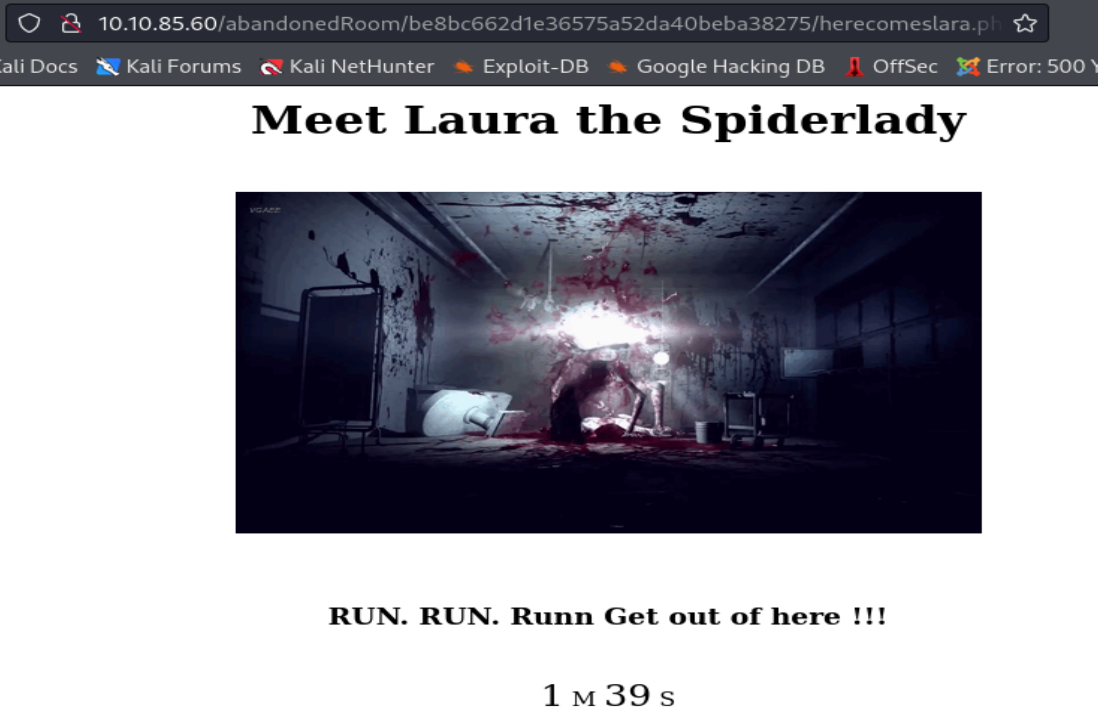 10.10.85.60/abandonedRoom/be8bc662d1e36575a52da40beba38275/herecomeslara.ph
Kali Docs Kali Forums Kali NetHunter Exploit-DB Google Hacking DB OffSec Error: 500 Y
Meet Laura the Spiderlady
VGACE
RUN. RUN. Runn Get out of here !!!
1 M 39 S